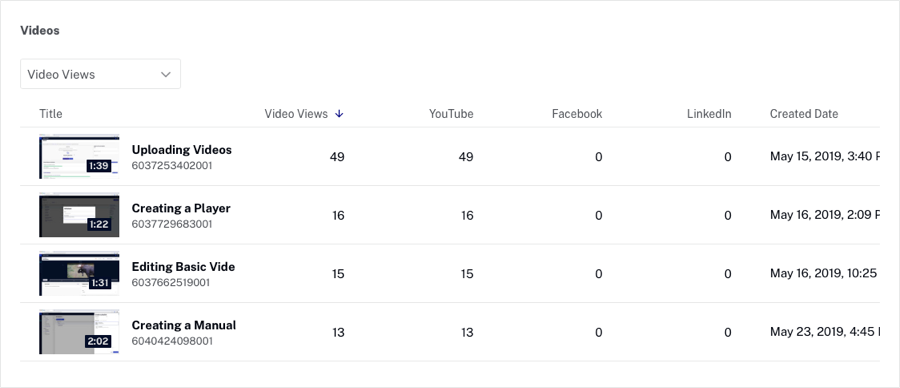 Videos
Video Views
Title Video Views YouTube Facebook LinkedIn Created Date
1:39 Uploading Videos 49 49 0 0 May 15, 2019, 3:40
6037253402001
1:22 Creating a Player 16 16 0 0 May 16, 2019, 2:09
6037729683001
1:31 Editing Basic Vide 15 15 0 0 May 16, 2019, 10:25
6037662519001
2:02 Creating a Manual 13 13 0 0 May 23, 2019, 4:45
6040424098001